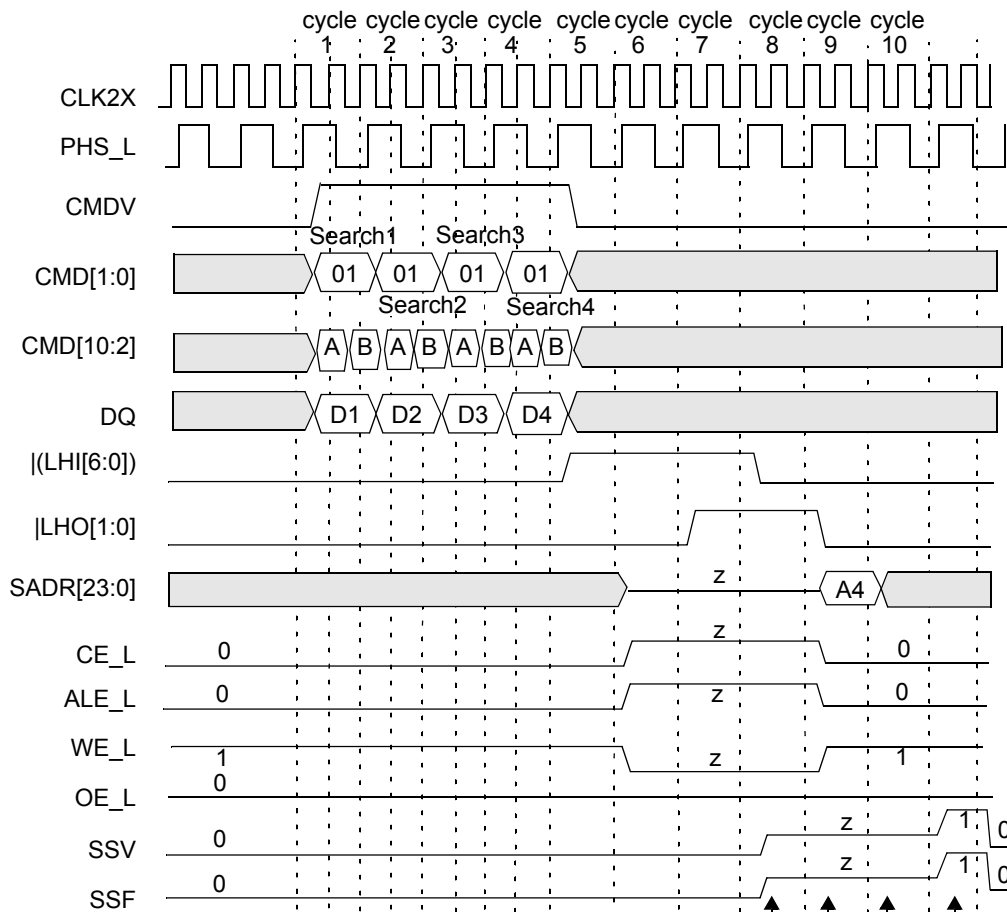 cycle cycle cycle cycle cycle cycle cycle cycle cycle cycle
1 2 3 4 5 6 7 8 9 10
CLK2X
PHS_L
CMDV
Search1 Search3
CMD[1:0] 01 01 01 01
Search2 Search4
CMD[10:2] A B A B A B A B
DQ D1 D2 D3 D4
|(LHI[6:0])
|LHO[1:0]
SADR[23:0] z A4
CE_L 0 z 0
ALE_L 0 z 0
WE_L 1 z 1
OE_L 0
SSV 0 z 1 0
SSF 0 z 1 0